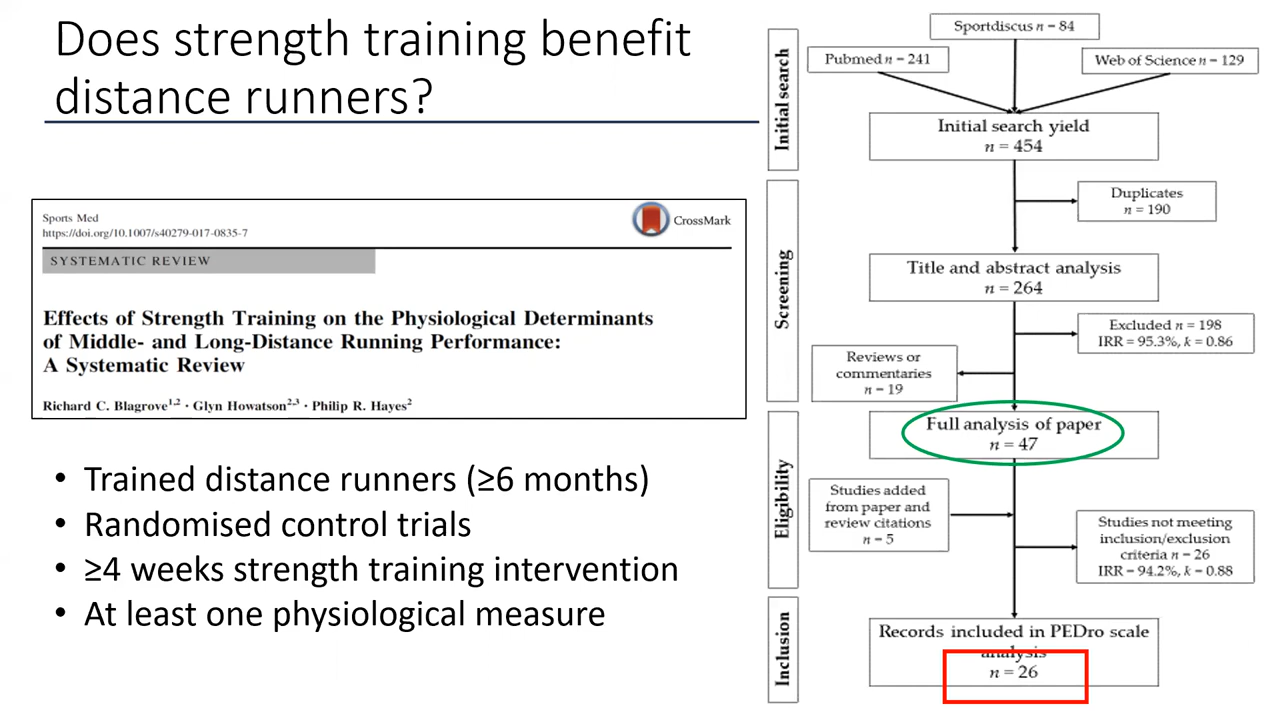 Does strength training benefit
distance runners?
Sports Med
https://doi.org/10.1007/s40279-017-0835-7
CrossMark
SYSTEMATIC REVIEW
Effects of Strength Training on the Physiological Determinants
of Middle- and Long-Distance Running Performance:
A Systematic Review
Richard C. Blagrove1,2 · Glyn Howatson2,3 · Philip R. Hayes2
• Trained distance runners (≥6 months)
• Randomised control trials
• ≥4 weeks strength training intervention
• At least one physiological measure
Initial search
Sportdiscus n = 84
Pubmed n = 241
Web of Science n = 129
Initial search yield
n = 454
Screening
Duplicates
n = 190
Title and abstract analysis
n = 264
Excluded n = 198
IRR = 95.3%, k = 0.86
Reviews or
commentaries
n = 19
Eligibility
Full analysis of paper
n = 47
Studies added
from paper and
review citations
n = 5
Studies not meeting
inclusion/exclusion
criteria n = 26
IRR = 94.2%, k = 0.88
Inclusion
Records included in PEDro scale
analysis
n = 26